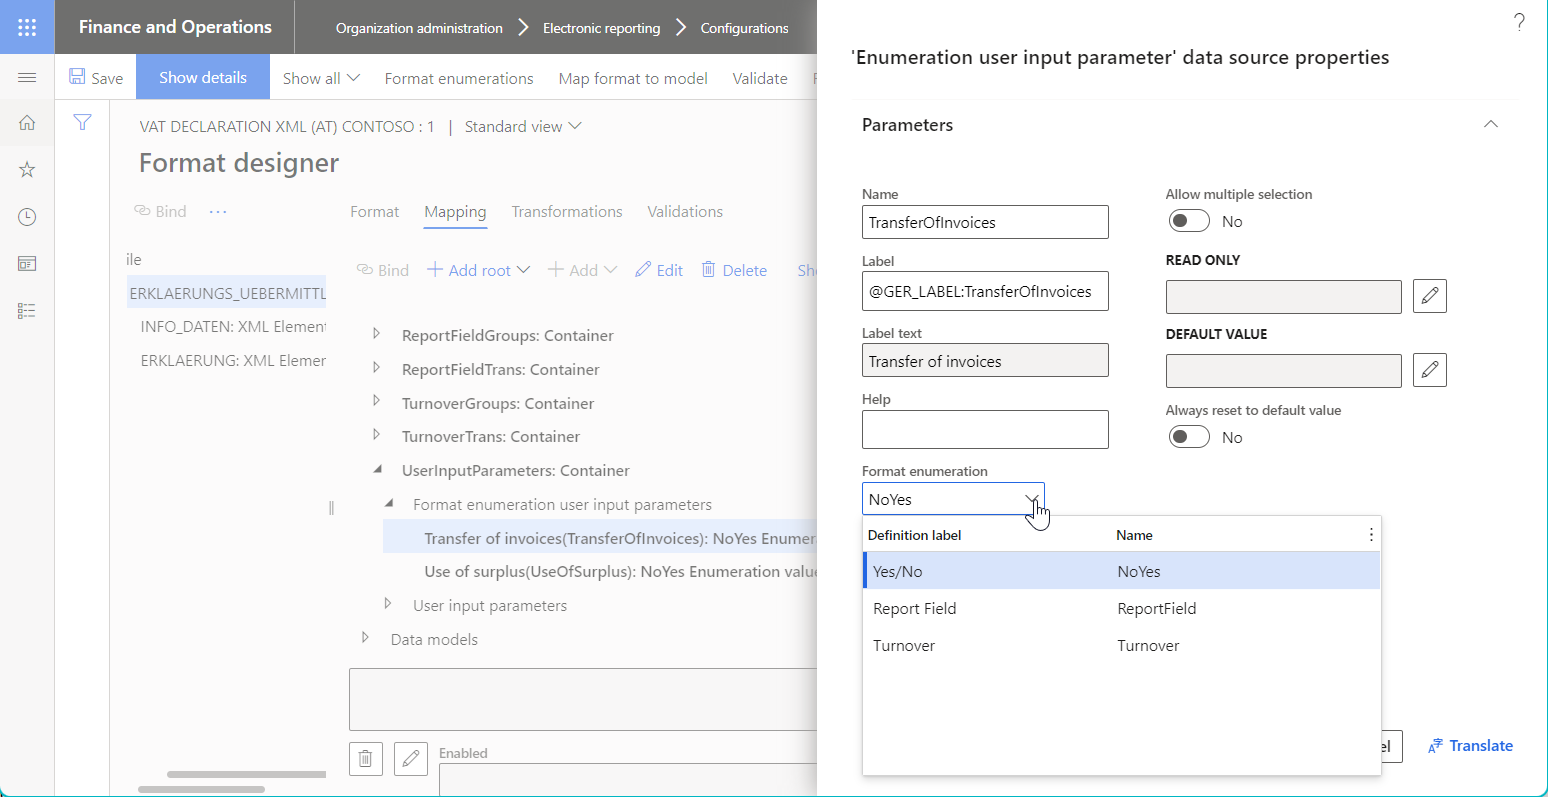 Finance and Operations
Organization administration
Electronic reporting
Configurations
?
Save
Show details
Show all
Format enumerations
Map format to model
Validate
VAT DECLARATION XML (AT) CONTOSO : 1 | Standard view
Format designer
Bind
...
Format
Mapping
Transformations
Validations
ile
ERKLAERUNGS_UEBERMITTL
INFO_DATEN: XML Element
ERKLAERUNG: XML Elemer
Bind
Add root
Add
Edit
Delete
Sh
ReportFieldGroups: Container
ReportFieldTrans: Container
TurnoverGroups: Container
TurnoverTrans: Container
UserInputParameters: Container
Format enumeration user input parameters
Transfer of invoices(TransferOfInvoices): NoYes Enumer
Use of surplus(UseOfSurplus): NoYes Enumeration value
User input parameters
Data models
Enabled
'Enumeration user input parameter' data source properties
Parameters
Name
TransferOfInvoices
Label
@GER_LABEL:TransferOfInvoices
Label text
Transfer of invoices
Help
Format enumeration
NoYes
Allow multiple selection
No
READ ONLY
DEFAULT VALUE
Always reset to default value
No
Definition label Name
Yes/No NoYes
Report Field ReportField
Turnover Turnover
el
Translate